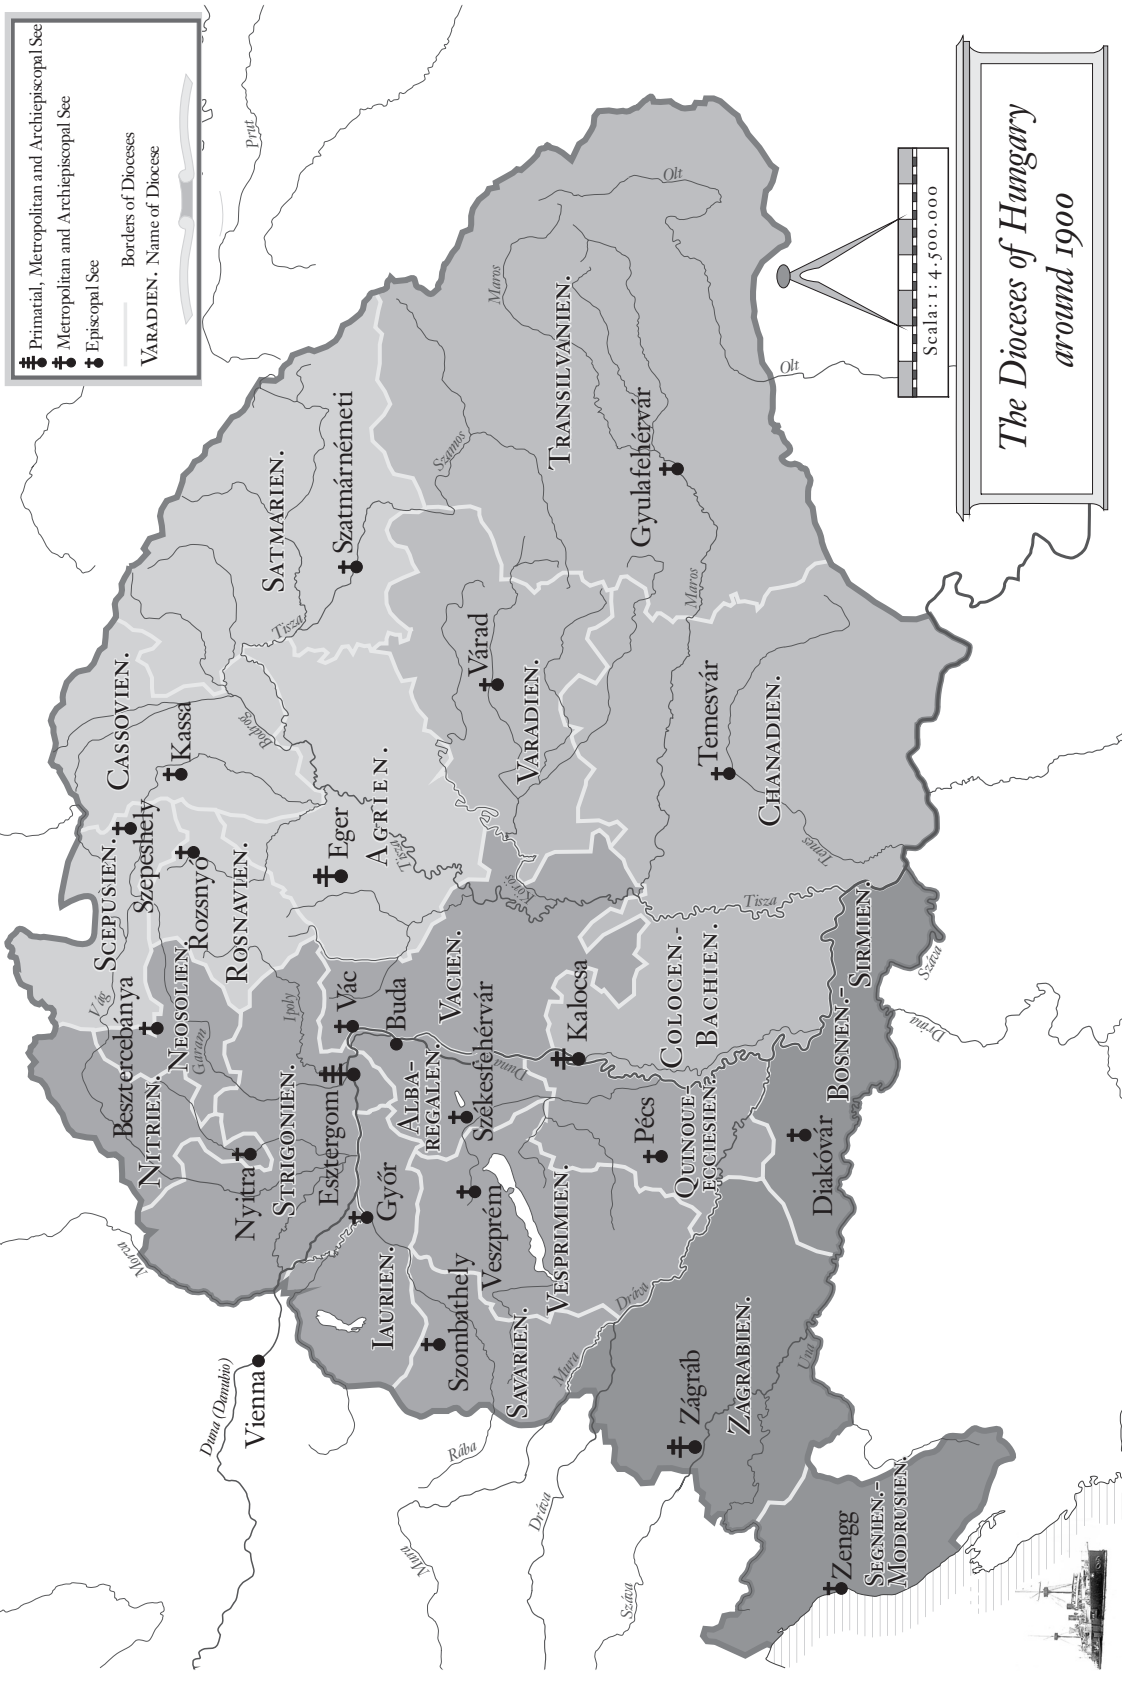 Primatial, Metropolitan and Archiepiscopal See
Metropolitan and Archiepiscopal See
Episcopal See
Borders of Dioceses
VARADIEN. Name of Diocese
The Dioceses of Hungary
around 1900
Scala: 1: 4.500.000
Prut
Olt
Maros
TRANSILVANIEN.
Olt
Gyulafehérvár
Szamos
Szatmárnémeti
SATMARIEN.
Tisza
Maros
Várad
VARADIEN.
Temesvár
CHANADIEN.
Temes
CASSOVIEN.
Kassa
Bodrog
SCEPUSIEN.
Szepeshely
Rozsnyó
ROSNAVIEN.
Eger
AGRIEN.
Tisza
Körös
Tisza
Vág
Besztercebánya
NEOSOLIEN.
Garam
Ipoly
Vác
Buda
VACIEN.
Kalocsa
COLOCEN.-
BACHIEN.
BOSNEN.-
SIRMIEN.
Száva
Drina
NITRIEN.
Nyitra
STRIGONIEN.
Esztergom
ALBA-
REGALEN.
Székesfehérvár
Duna
Pécs
QUINQUE-
ECCIESIEN.
Diakóvár
Győr
IAURIEN.
Veszprém
VESPRIMIEN.
Szombathely
SAVARIEN.
Dráva
Mura
Morva
Duna (Danubio)
Vienna
Rába
Mura
Dráva
Száva
Zágráb
ZAGRABIEN.
Una
Zengg
SEGNIEN.-
MODRUSIEN.